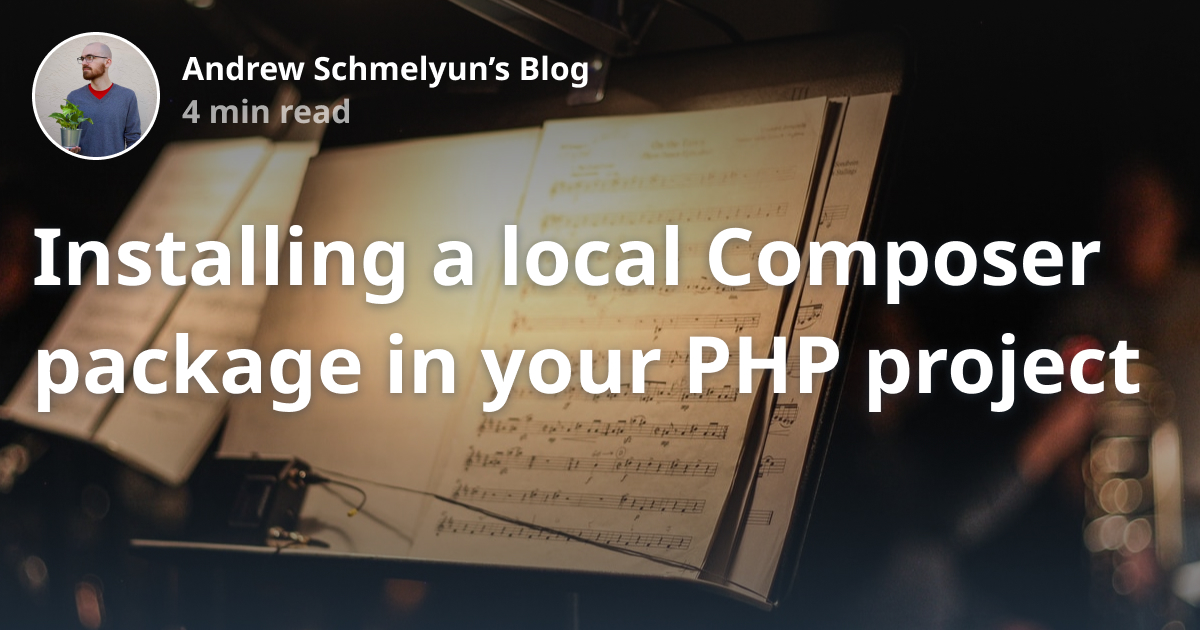 Andrew Schmelyun’s Blog
4 min read
Installing a local Composer
package in your PHP project